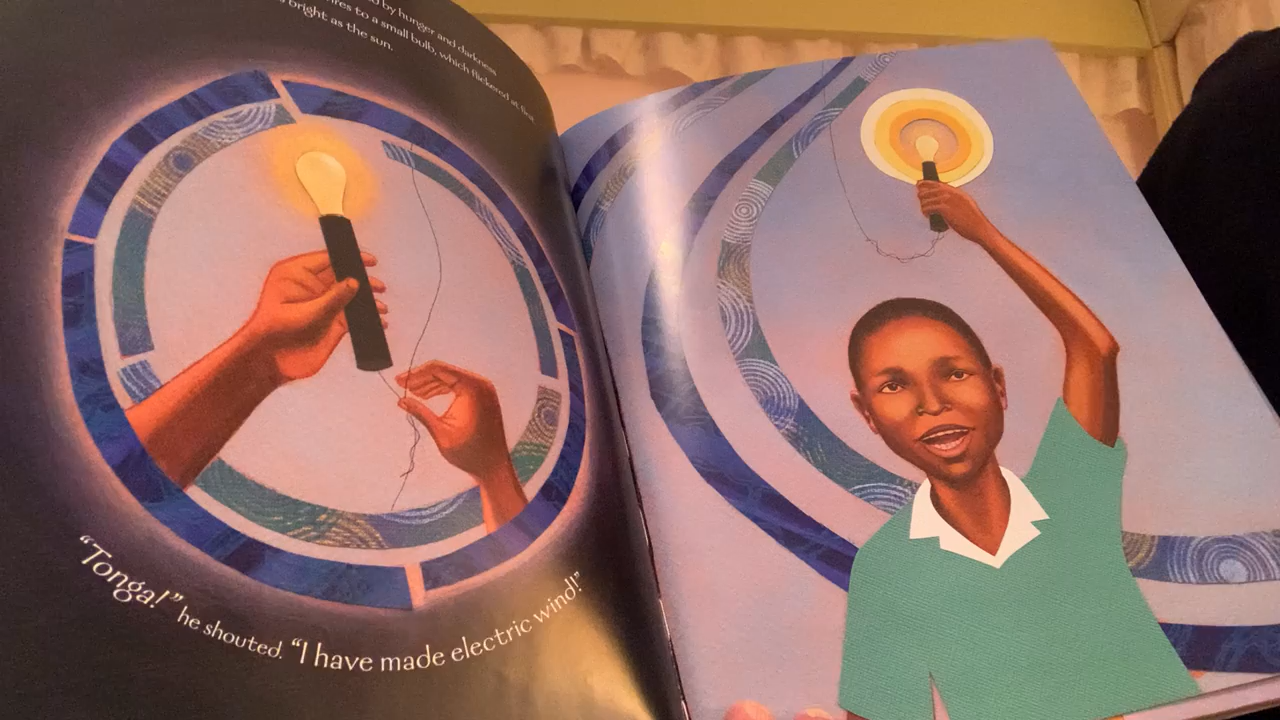 by hunger and darkness
to a small bulb, which flickered at first
bright as the sun.
“Tonga!” he shouted. “I have made electric wind!”